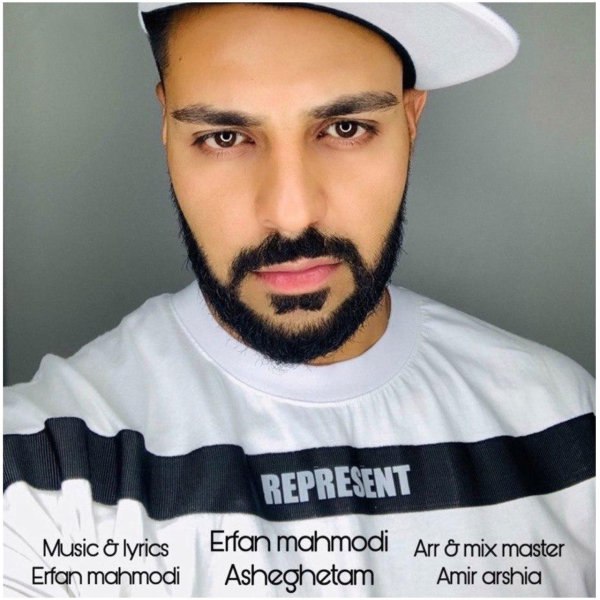 REPRESENT
Music & lyrics
Erfan mahmodi
Erfan mahmodi
Asheghetam
Arr & mix master
Amir arshia